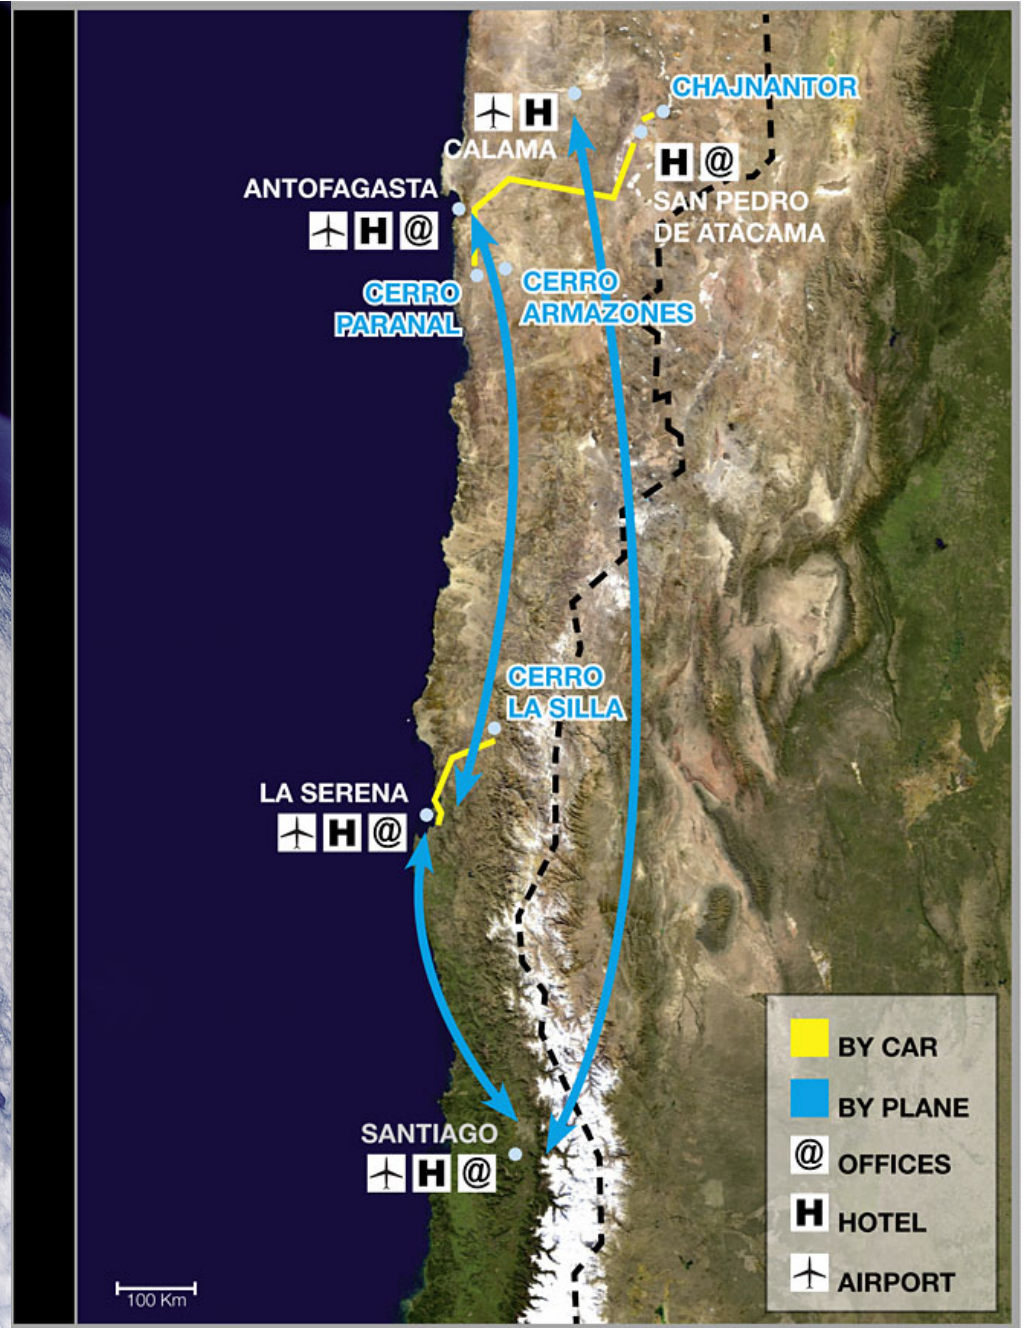 CHAJNANTOR
H
CALAMA
H @
SAN PEDRO
DE ATACAMA
ANTOFAGASTA
H @
CERRO
PARANAL
CERRO
ARMAZONES
CERRO
LA SILLA
LA SERENA
H @
SANTIAGO
H @
BY CAR
BY PLANE
@ OFFICES
H HOTEL
AIRPORT
100 Km